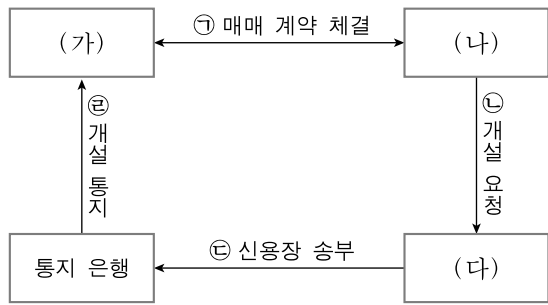 ㉠ 매매 계약 체결
(가)
(나)
㉣ 개설 통지
㉡ 개설 요청
㉢ 신용장 송부
통지 은행
(다)